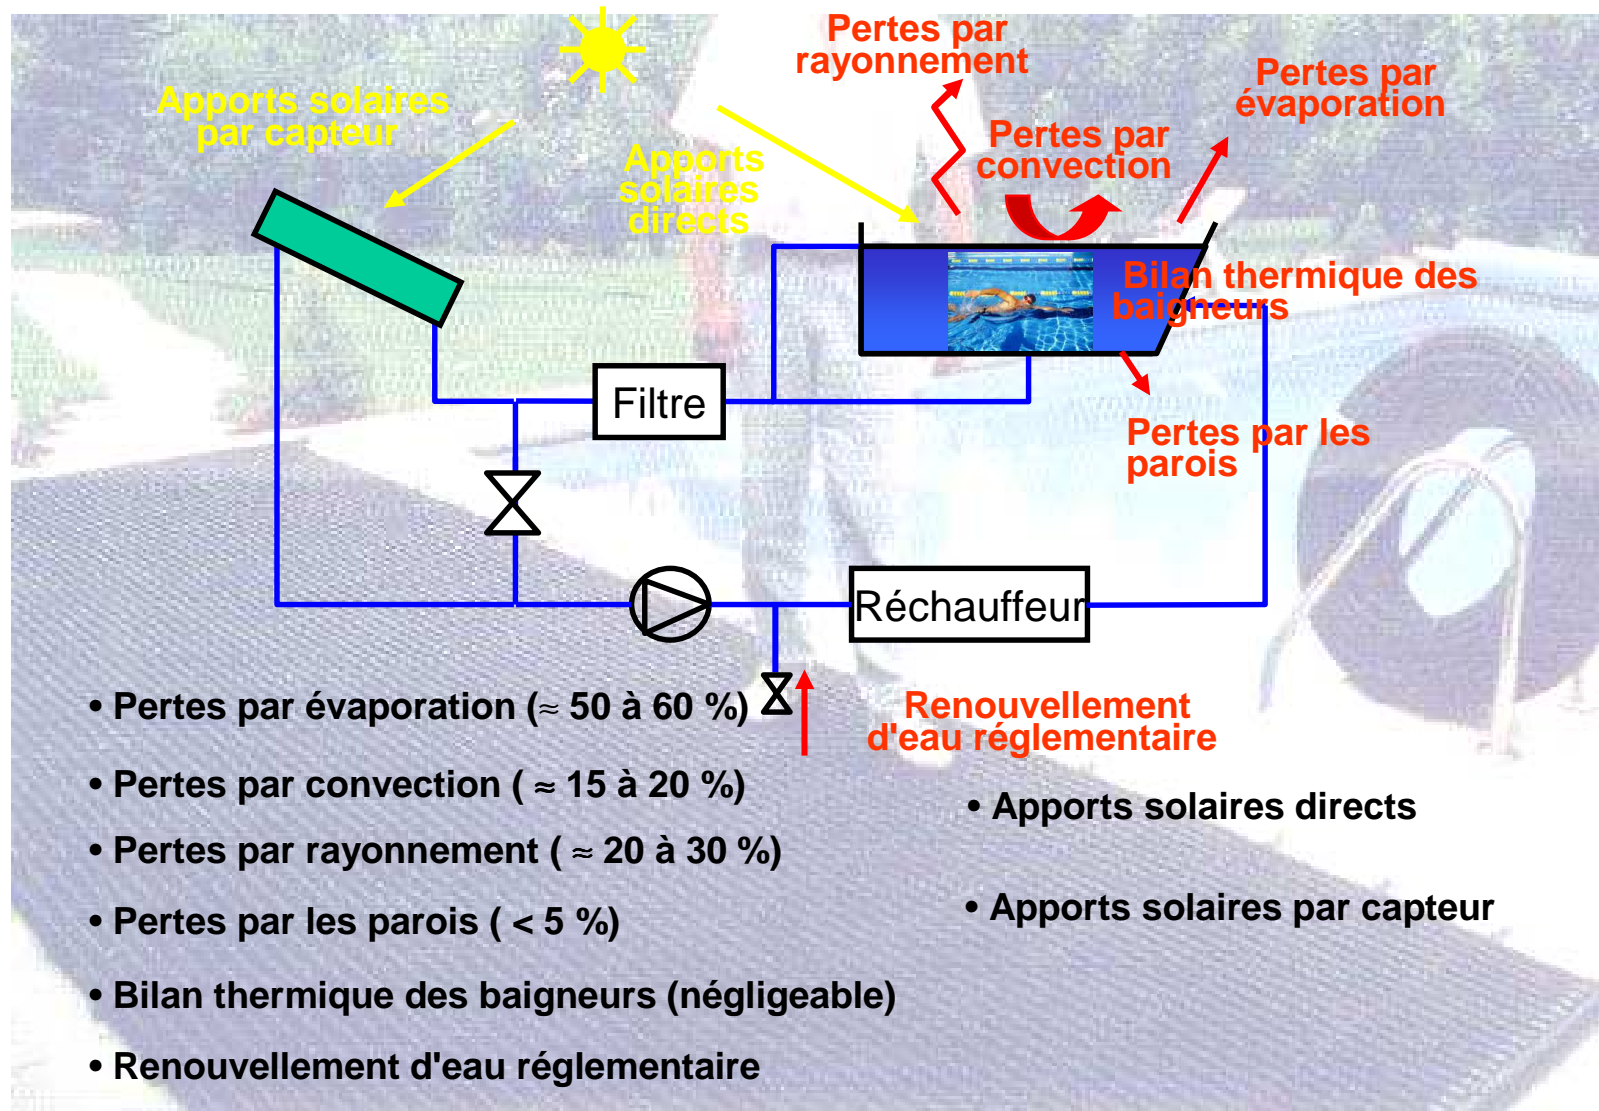 Pertes par
rayonnement
Pertes par
évaporation
Apports solaires
par capteur
Pertes par
convection
Apports
solaires
directs
Bilan thermique des
baigneurs
Filtre
Pertes par les
parois
Réchauffeur
• Pertes par évaporation (≈ 50 à 60 %)
Renouvellement
d'eau réglementaire
• Pertes par convection ( ≈ 15 à 20 %)
• Apports solaires directs
• Pertes par rayonnement ( ≈ 20 à 30 %)
• Pertes par les parois ( < 5 %)
• Apports solaires par capteur
• Bilan thermique des baigneurs (négligeable)
• Renouvellement d'eau réglementaire